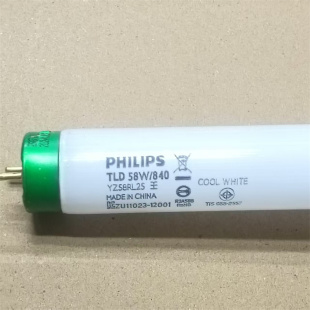 PHILIPS
TLD 58W/840
YZ58RL25
MADE IN CHINA
COOL WHITE